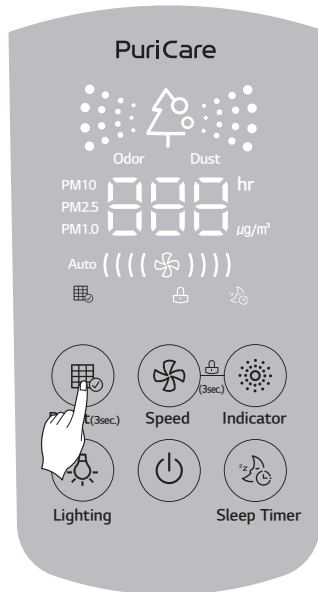 PuriCare
Odor Dust
PM10 hr
PM2.5 888
PM1.0 µg/m³
Auto
(3sec.)
(3sec.) Speed Indicator
Lighting Sleep Timer